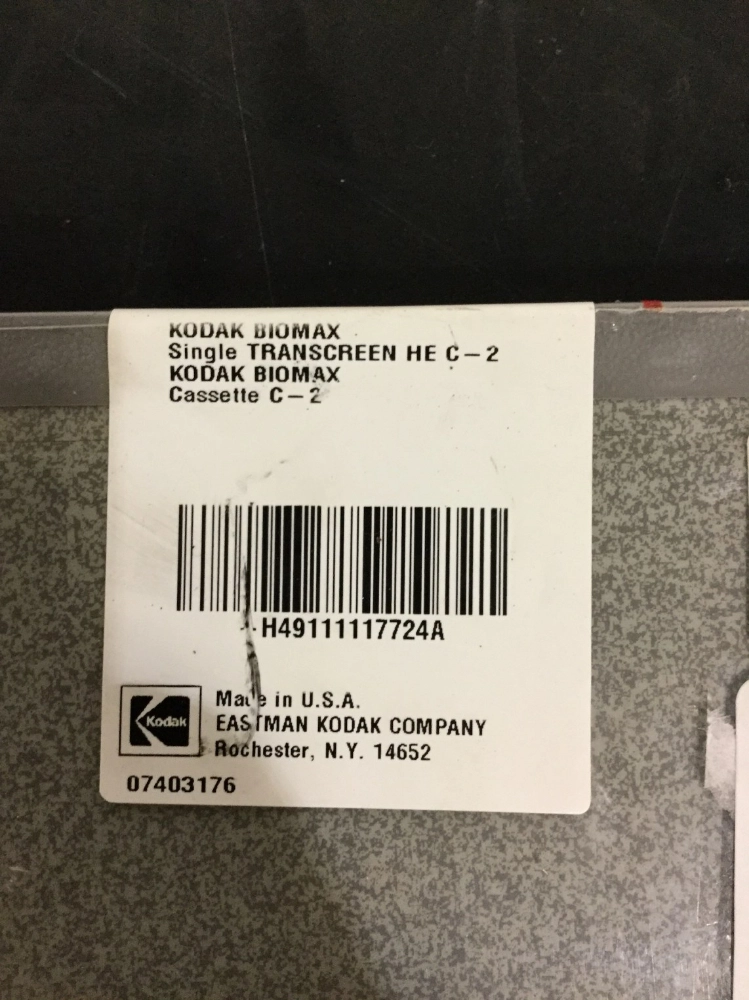 KODAK BIOMAX
Single TRANSCREEN HE C-2
KODAK BIOMAX
Cassette C-2
H49111117724A
Kodak
Made in U.S.A.
EASTMAN KODAK COMPANY
Rochester, N.Y. 14652
07403176